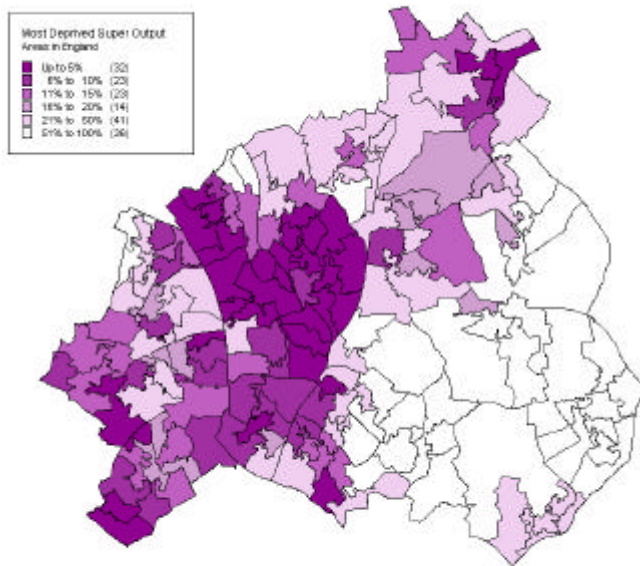 Most Deprived Super Output
Areas in England
Up to 5% (32)
6% to 10% (23)
11% to 15% (23)
16% to 20% (14)
21% to 50% (41)
51% to 100% (36)